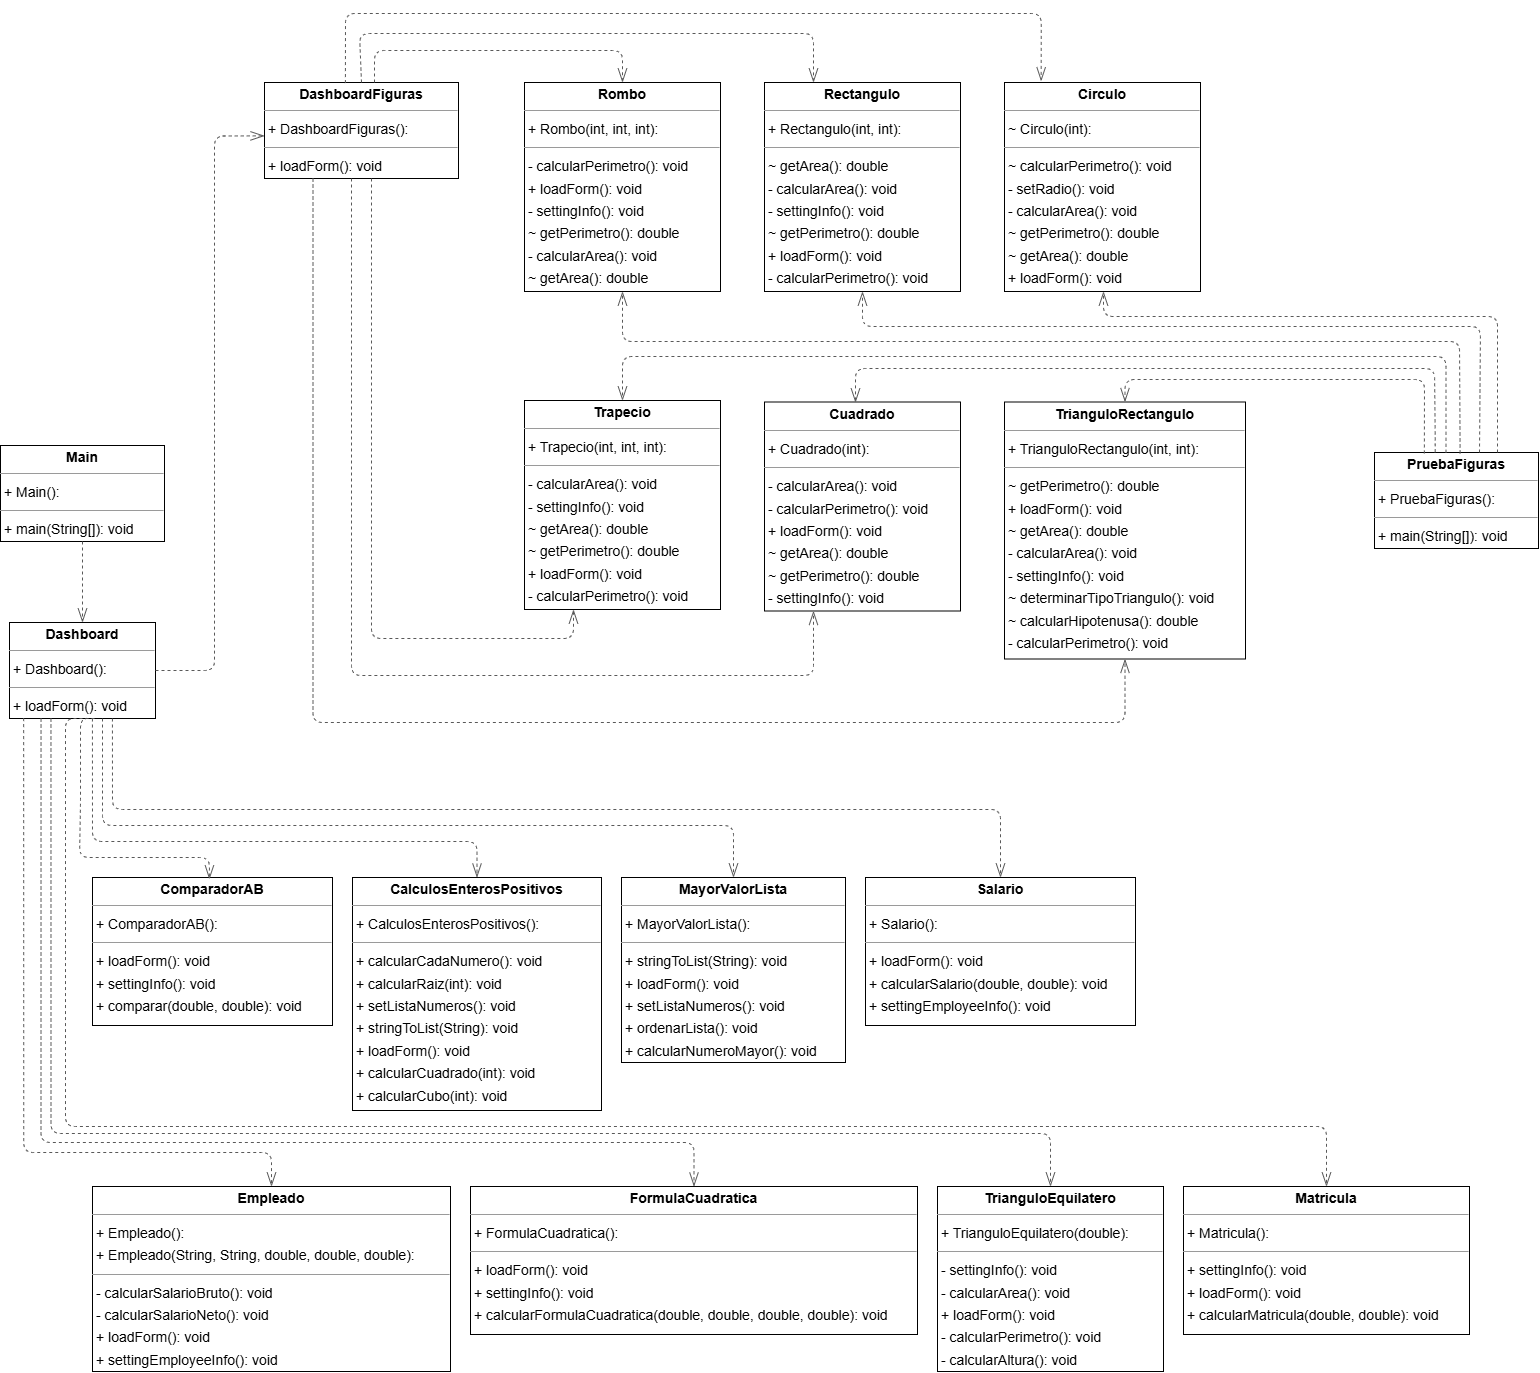 DashboardFiguras
+ DashboardFiguras():
+ loadForm(): void
Rombo
+ Rombo(int, int, int):
- calcularPerimetro(): void
+ loadForm(): void
- settingInfo(): void
~ getPerimetro(): double
- calcularArea(): void
~ getArea(): double
Rectangulo
+ Rectangulo(int, int):
~ getArea(): double
- calcularArea(): void
- settingInfo(): void
~ getPerimetro(): double
+ loadForm(): void
- calcularPerimetro(): void
Circulo
~ Circulo(int):
~ calcularPerimetro(): void
- setRadio(): void
- calcularArea(): void
~ getPerimetro(): double
~ getArea(): double
+ loadForm(): void
Trapecio
+ Trapecio(int, int, int):
- calcularArea(): void
- settingInfo(): void
~ getArea(): double
~ getPerimetro(): double
+ loadForm(): void
- calcularPerimetro(): void
Cuadrado
+ Cuadrado(int):
- calcularArea(): void
- calcularPerimetro(): void
+ loadForm(): void
~ getArea(): double
~ getPerimetro(): double
- settingInfo(): void
TrianguloRectangulo
+ TrianguloRectangulo(int, int):
~ getPerimetro(): double
+ loadForm(): void
~ getArea(): double
- calcularArea(): void
- settingInfo(): void
~ determinarTipoTriangulo(): void
~ calcularHipotenusa(): double
- calcularPerimetro(): void
PruebaFiguras
+ PruebaFiguras():
+ main(String[]): void
Main
+ Main():
+ main(String[]): void
Dashboard
+ Dashboard():
+ loadForm(): void
ComparadorAB
+ ComparadorAB():
+ loadForm(): void
+ settingInfo(): void
+ comparar(double, double): void
CalculosEnterosPositivos
+ CalculosEnterosPositivos():
+ calcularCadaNumero(): void
+ calcularRaiz(int): void
+ setListaNumeros(): void
+ stringToList(String): void
+ loadForm(): void
+ calcularCuadrado(int): void
+ calcularCubo(int): void
MayorValorLista
+ MayorValorLista():
+ stringToList(String): void
+ loadForm(): void
+ setListaNumeros(): void
+ ordenarLista(): void
+ calcularNumeroMayor(): void
Salario
+ Salario():
+ loadForm(): void
+ calcularSalario(double, double): void
+ settingEmployeeInfo(): void
Empleado
+ Empleado():
+ Empleado(String, String, double, double, double):
- calcularSalarioBruto(): void
- calcularSalarioNeto(): void
+ loadForm(): void
+ settingEmployeeInfo(): void
FormulaCuadratica
+ FormulaCuadratica():
+ loadForm(): void
+ settingInfo(): void
+ calcularFormulaCuadratica(double, double, double, double): void
TrianguloEquilatero
+ TrianguloEquilatero(double):
- settingInfo(): void
- calcularArea(): void
+ loadForm(): void
- calcularPerimetro(): void
- calcularAltura(): void
Matricula
+ Matricula():
+ settingInfo(): void
+ loadForm(): void
+ calcularMatricula(double, double): void